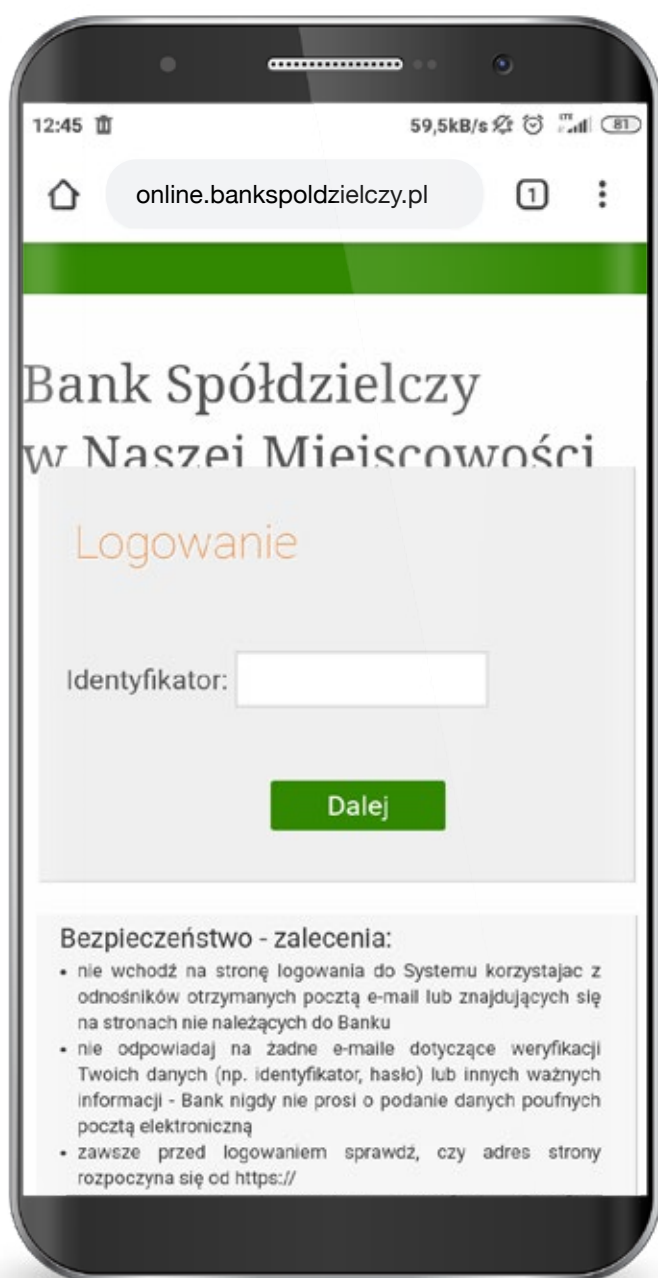 12:45 59,5kB/s LTE 81
online.bankspoldzielczy.pl 1
Bank Spółdzielczy
w Naszej Miejscowości
Logowanie
Identyfikator:
Dalej
Bezpieczeństwo - zalecenia:
• nie wchodź na stronę logowania do Systemu korzystajac z
odnośników otrzymanych pocztą e-mail lub znajdujących się
na stronach nie należących do Banku
• nie odpowiadaj na żadne e-maile dotyczące weryfikacji
Twoich danych (np. identyfikator, hasło) lub innych ważnych
informacji - Bank nigdy nie prosi o podanie danych poufnych
pocztą elektroniczną
• zawsze przed logowaniem sprawdź, czy adres strony
rozpoczyna się od https://